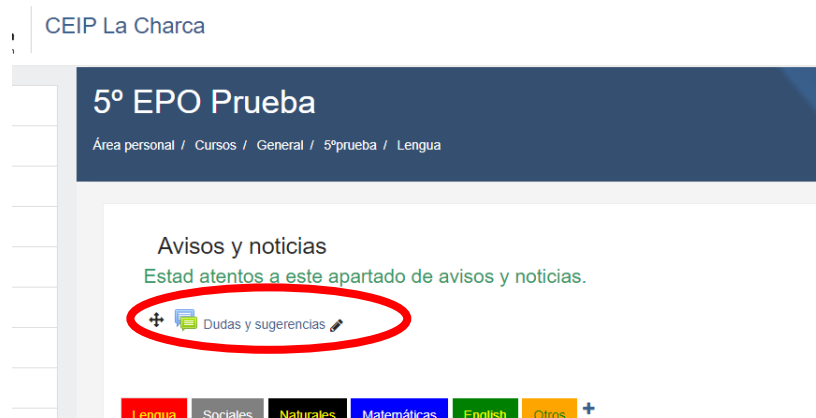 CEIP La Charca
5º EPO Prueba
Área personal / Cursos / General / 5ºprueba / Lengua
Avisos y noticias
Estad atentos a este apartado de avisos y noticias.
Dudas y sugerencias
Lengua Sociales Naturales Matemáticas English Otros +